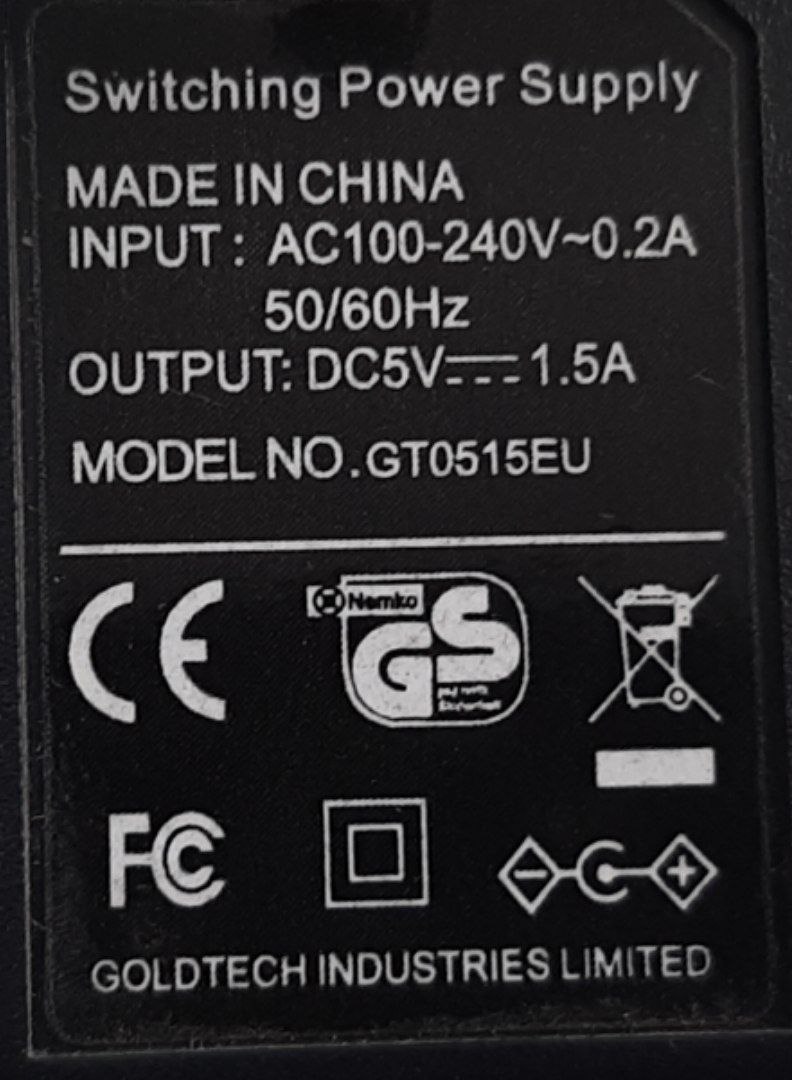 Switching Power Supply
MADE IN CHINA
INPUT : AC100-240V~0.2A
50/60Hz
OUTPUT: DC5V⎓1.5A
MODEL NO.GT0515EU
CE
Nemko
GS
FC
GOLDTECH INDUSTRIES LIMITED